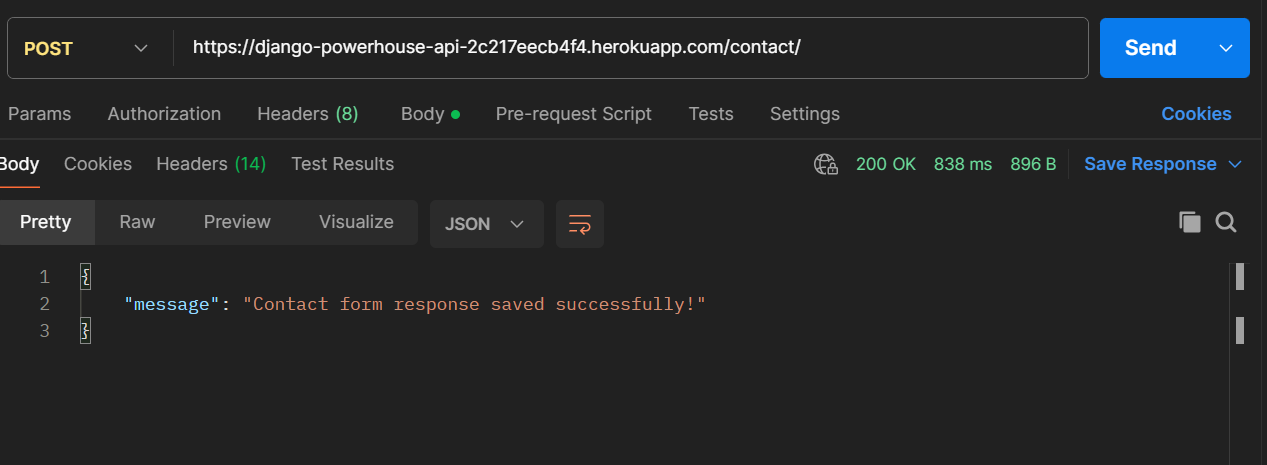 POST https://django-powerhouse-api-2c217eecb4f4.herokuapp.com/contact/ Send
Params Authorization Headers (8) Body Pre-request Script Tests Settings Cookies
Body Cookies Headers (14) Test Results 200 OK 838 ms 896 B Save Response
Pretty Raw Preview Visualize JSON
1 {
2 "message": "Contact form response saved successfully!"
3 }